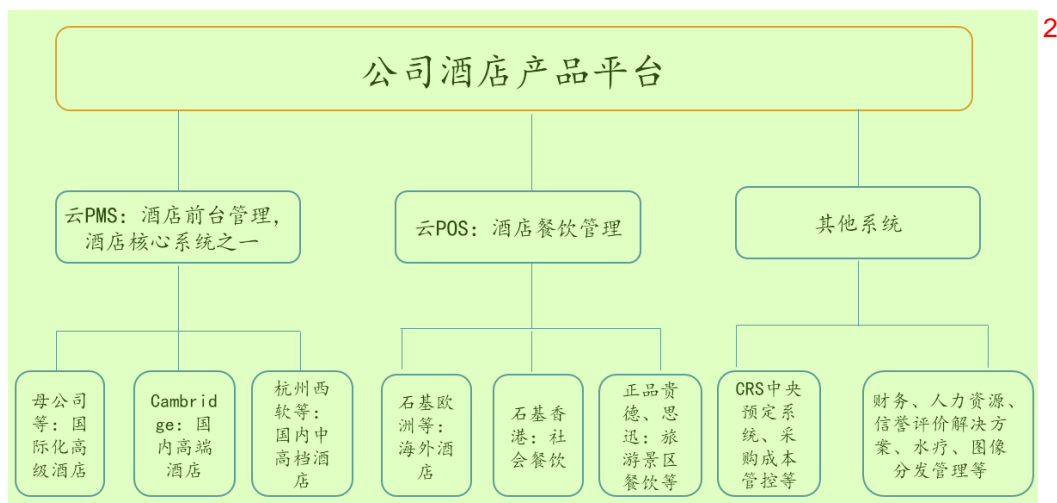 2
公司酒店产品平台
云PMS：酒店前台管理，
酒店核心系统之一
云POS：酒店餐饮管理
其他系统
母公司
等：国
际化高
级酒店
Cambrid
ge：国
内高端
酒店
杭州西
软等：
国内中
高档酒
店
石基欧
洲等：
海外酒
店
石基香
港：社
会餐饮
正品贵
德、思
迅：旅
游景区
餐饮等
CRS中央
预定系
统、采
购成本
管控等
财务、人力资源、
信誉评价解决方
案、水疗、图像
分发管理等